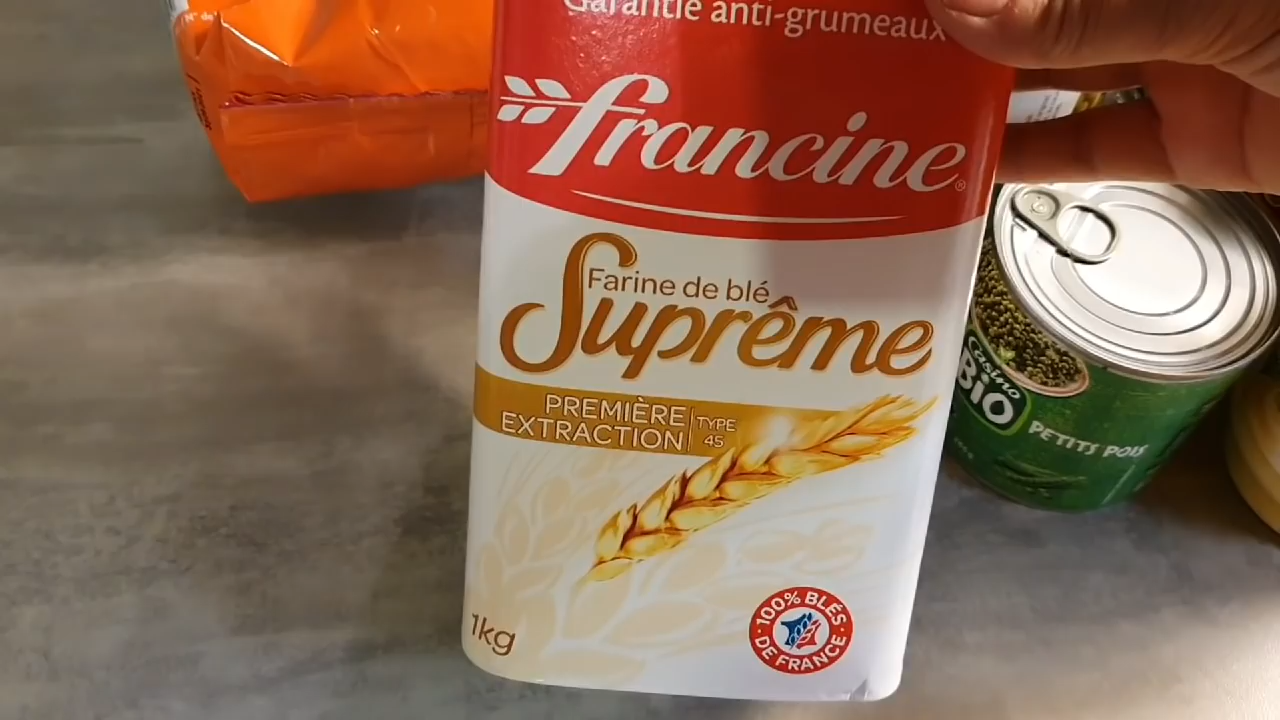 Garantie anti-grumeaux
francine
Farine de blé
Suprême
PREMIÈRE
EXTRACTION
TYPE
45
1kg
100% BLÉS
DE FRANCE
Casino
BIO
PETITS POIS